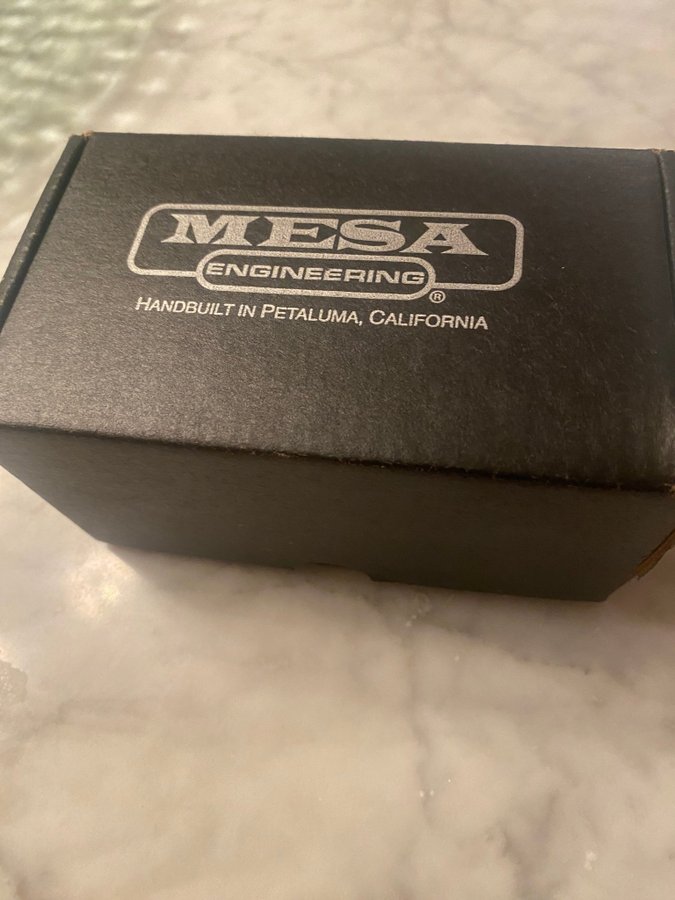 MESA
ENGINEERING®
HANDBUILT IN PETALUMA, CALIFORNIA